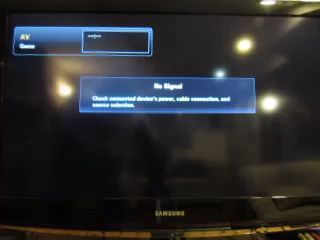 AV
Game
No Signal
Check connected device's power, cable connection, and
source selection.
SAMSUNG